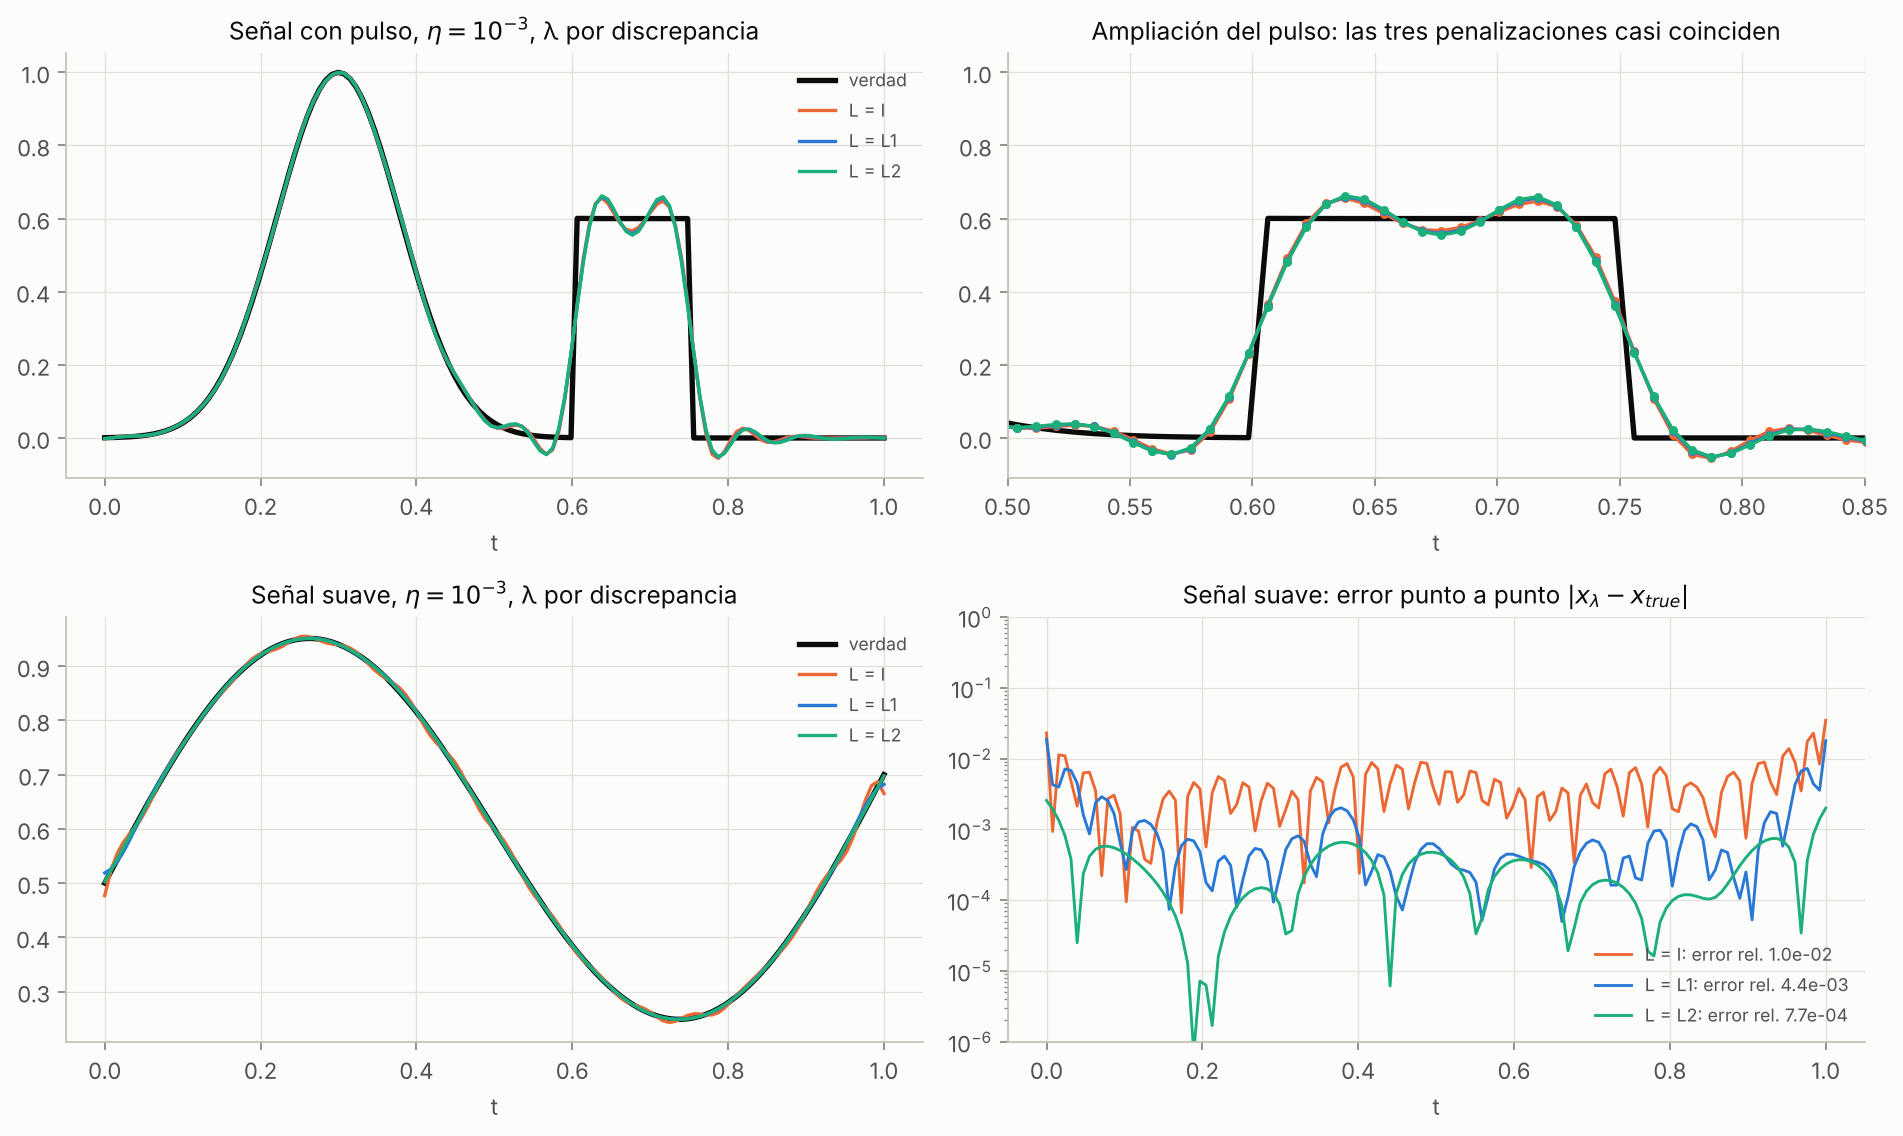 Señal con pulso, η = 10⁻³, λ por discrepancia
1.0
0.8
0.6
0.4
0.2
0.0
verdad
L = I
L = L1
L = L2
0.0 0.2 0.4 0.6 0.8 1.0
t
Ampliación del pulso: las tres penalizaciones casi coinciden
1.0
0.8
0.6
0.4
0.2
0.0
0.50 0.55 0.60 0.65 0.70 0.75 0.80 0.85
t
Señal suave, η = 10⁻³, λ por discrepancia
0.9
0.8
0.7
0.6
0.5
0.4
0.3
verdad
L = I
L = L1
L = L2
0.0 0.2 0.4 0.6 0.8 1.0
t
Señal suave: error punto a punto |x_λ − x_true|
10⁰
10⁻¹
10⁻²
10⁻³
10⁻⁴
10⁻⁵
10⁻⁶
L = I: error rel. 1.0e-02
L = L1: error rel. 4.4e-03
L = L2: error rel. 7.7e-04
0.0 0.2 0.4 0.6 0.8 1.0
t